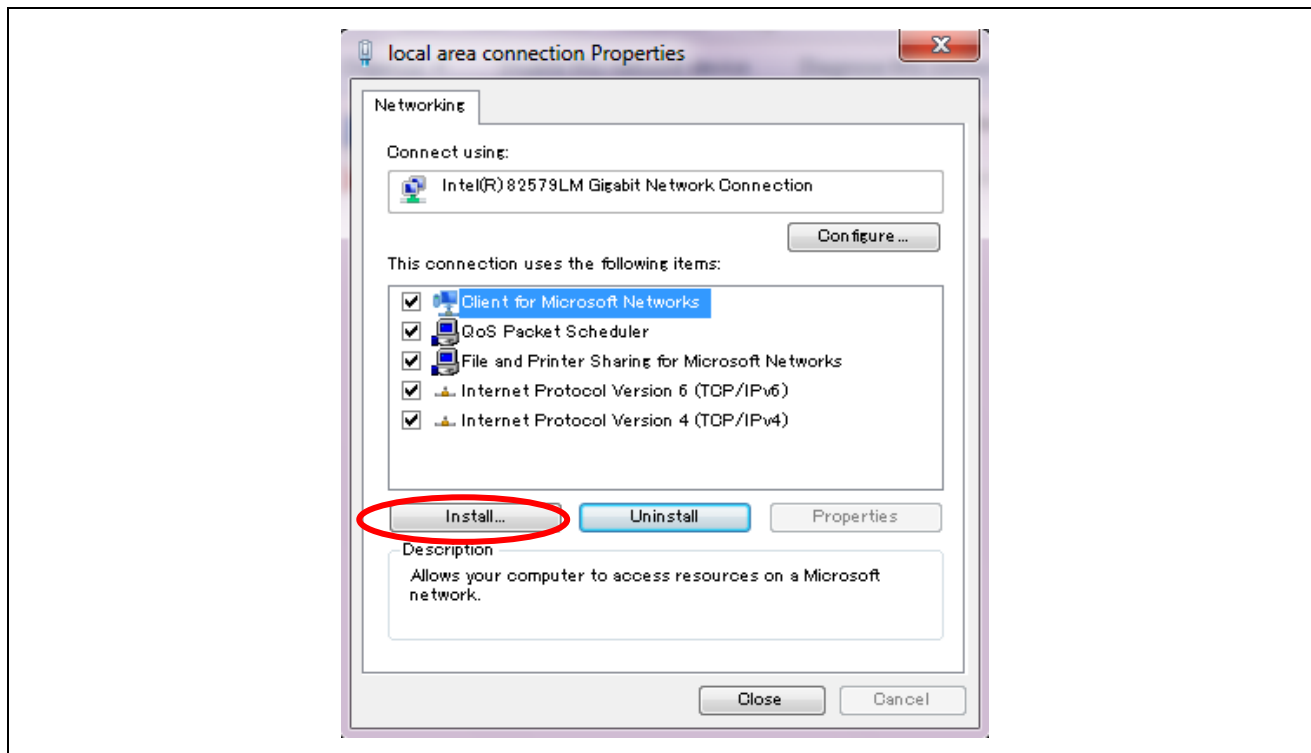 local area connection Properties
Networking
Connect using:
Intel(R) 82579LM Gigabit Network Connection
Configure...
This connection uses the following items:
Client for Microsoft Networks
QoS Packet Scheduler
File and Printer Sharing for Microsoft Networks
Internet Protocol Version 6 (TCP/IPv6)
Internet Protocol Version 4 (TCP/IPv4)
Install... Uninstall Properties
Description
Allows your computer to access resources on a Microsoft
network.
Close Cancel